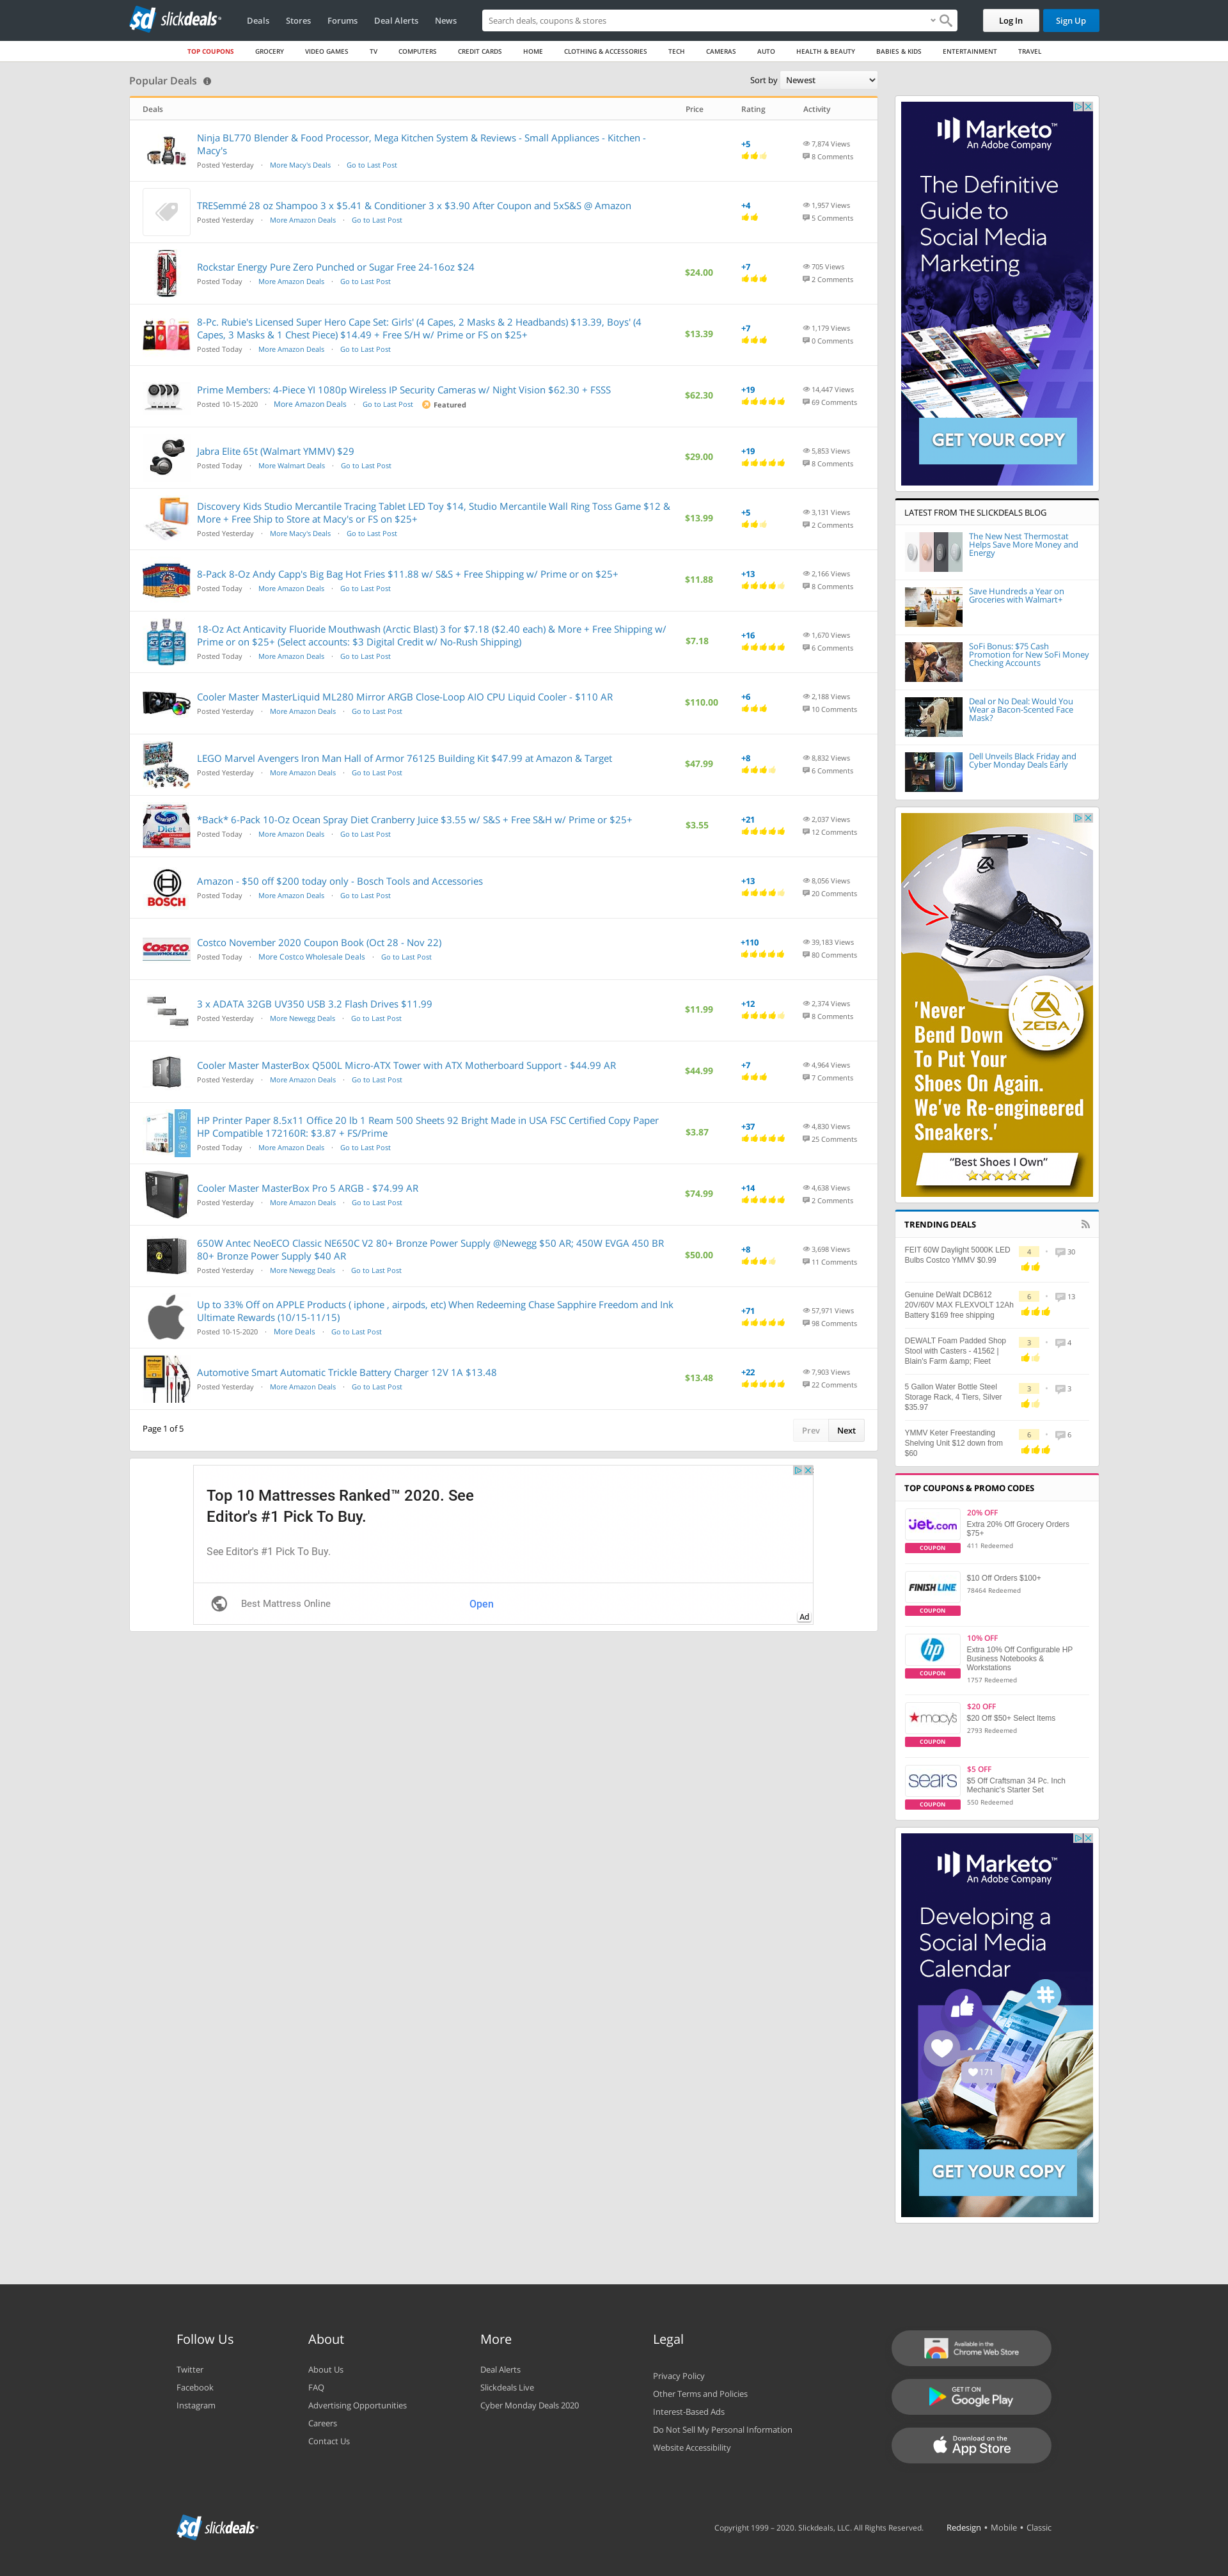 slickdeals
Deals
Stores
Forums
Deal Alerts
News
Search deals, coupons & stores
Log In
Sign Up
TOP COUPONS
GROCERY
VIDEO GAMES
TV
COMPUTERS
CREDIT CARDS
HOME
CLOTHING & ACCESSORIES
TECH
CAMERAS
AUTO
HEALTH & BEAUTY
BABIES & KIDS
ENTERTAINMENT
TRAVEL
Popular Deals
Sort by Newest
Deals Price Rating Activity
Ninja BL770 Blender & Food Processor, Mega Kitchen System & Reviews - Small Appliances - Kitchen -
Macy's
Posted Yesterday · More Macy's Deals · Go to Last Post
+5
7,874 Views
8 Comments
TRESemmé 28 oz Shampoo 3 x $5.41 & Conditioner 3 x $3.90 After Coupon and 5xS&S @ Amazon
Posted Yesterday · More Amazon Deals · Go to Last Post
+4
1,957 Views
5 Comments
Rockstar Energy Pure Zero Punched or Sugar Free 24-16oz $24
Posted Today · More Amazon Deals · Go to Last Post
$24.00
+7
705 Views
2 Comments
8-Pc. Rubie's Licensed Super Hero Cape Set: Girls' (4 Capes, 2 Masks & 2 Headbands) $13.39, Boys' (4
Capes, 3 Masks & 1 Chest Piece) $14.49 + Free S/H w/ Prime or FS on $25+
Posted Today · More Amazon Deals · Go to Last Post
$13.39
+7
1,179 Views
0 Comments
Prime Members: 4-Piece YI 1080p Wireless IP Security Cameras w/ Night Vision $62.30 + FSSS
Posted 10-15-2020 · More Amazon Deals · Go to Last Post Featured
$62.30
+19
14,447 Views
69 Comments
Jabra Elite 65t (Walmart YMMV) $29
Posted Today · More Walmart Deals · Go to Last Post
$29.00
+19
5,853 Views
8 Comments
Discovery Kids Studio Mercantile Tracing Tablet LED Toy $14, Studio Mercantile Wall Ring Toss Game $12 &
More + Free Ship to Store at Macy's or FS on $25+
Posted Yesterday · More Macy's Deals · Go to Last Post
$13.99
+5
3,131 Views
2 Comments
8-Pack 8-Oz Andy Capp's Big Bag Hot Fries $11.88 w/ S&S + Free Shipping w/ Prime or on $25+
Posted Today · More Amazon Deals · Go to Last Post
$11.88
+13
2,166 Views
8 Comments
18-Oz Act Anticavity Fluoride Mouthwash (Arctic Blast) 3 for $7.18 ($2.40 each) & More + Free Shipping w/
Prime or on $25+ (Select accounts: $3 Digital Credit w/ No-Rush Shipping)
Posted Today · More Amazon Deals · Go to Last Post
$7.18
+16
1,670 Views
6 Comments
Cooler Master MasterLiquid ML280 Mirror ARGB Close-Loop AIO CPU Liquid Cooler - $110 AR
Posted Yesterday · More Amazon Deals · Go to Last Post
$110.00
+6
2,188 Views
10 Comments
LEGO Marvel Avengers Iron Man Hall of Armor 76125 Building Kit $47.99 at Amazon & Target
Posted Yesterday · More Amazon Deals · Go to Last Post
$47.99
+8
8,832 Views
6 Comments
*Back* 6-Pack 10-Oz Ocean Spray Diet Cranberry Juice $3.55 w/ S&S + Free S&H w/ Prime or $25+
Posted Today · More Amazon Deals · Go to Last Post
$3.55
+21
2,037 Views
12 Comments
BOSCH
Amazon - $50 off $200 today only - Bosch Tools and Accessories
Posted Today · More Amazon Deals · Go to Last Post
+13
8,056 Views
20 Comments
COSTCO
WHOLESALE
Costco November 2020 Coupon Book (Oct 28 - Nov 22)
Posted Today · More Costco Wholesale Deals · Go to Last Post
+110
39,183 Views
80 Comments
3 x ADATA 32GB UV350 USB 3.2 Flash Drives $11.99
Posted Yesterday · More Newegg Deals · Go to Last Post
$11.99
+12
2,374 Views
8 Comments
Cooler Master MasterBox Q500L Micro-ATX Tower with ATX Motherboard Support - $44.99 AR
Posted Yesterday · More Amazon Deals · Go to Last Post
$44.99
+7
4,964 Views
7 Comments
HP Printer Paper 8.5x11 Office 20 lb 1 Ream 500 Sheets 92 Bright Made in USA FSC Certified Copy Paper
HP Compatible 172160R: $3.87 + FS/Prime
Posted Today · More Amazon Deals · Go to Last Post
$3.87
+37
4,830 Views
25 Comments
Cooler Master MasterBox Pro 5 ARGB - $74.99 AR
Posted Yesterday · More Amazon Deals · Go to Last Post
$74.99
+14
4,638 Views
2 Comments
650W Antec NeoECO Classic NE650C V2 80+ Bronze Power Supply @Newegg $50 AR; 450W EVGA 450 BR
80+ Bronze Power Supply $40 AR
Posted Yesterday · More Newegg Deals · Go to Last Post
$50.00
+8
3,698 Views
11 Comments
Up to 33% Off on APPLE Products ( iphone , airpods, etc) When Redeeming Chase Sapphire Freedom and Ink
Ultimate Rewards (10/15-11/15)
Posted 10-15-2020 · More Deals · Go to Last Post
+71
57,971 Views
98 Comments
Automotive Smart Automatic Trickle Battery Charger 12V 1A $13.48
Posted Yesterday · More Amazon Deals · Go to Last Post
$13.48
+22
7,903 Views
22 Comments
Page 1 of 5
Prev
Next
Top 10 Mattresses Ranked™ 2020. See
Editor's #1 Pick To Buy.
See Editor's #1 Pick To Buy.
Best Mattress Online
Open
Ad
Marketo™
An Adobe Company
The Definitive
Guide to
Social Media
Marketing
GET YOUR COPY
LATEST FROM THE SLICKDEALS BLOG
The New Nest Thermostat
Helps Save More Money and
Energy
Save Hundreds a Year on
Groceries with Walmart+
SoFi Bonus: $75 Cash
Promotion for New SoFi Money
Checking Accounts
Deal or No Deal: Would You
Wear a Bacon-Scented Face
Mask?
Dell Unveils Black Friday and
Cyber Monday Deals Early
ZEBA
'Never
Bend Down
To Put Your
Shoes On Again.
We've Re-engineered
Sneakers.'
“Best Shoes I Own”
TRENDING DEALS
FEIT 60W Daylight 5000K LED
Bulbs Costco YMMV $0.99
4 · 30
Genuine DeWalt DCB612
20V/60V MAX FLEXVOLT 12Ah
Battery $169 free shipping
6 · 13
DEWALT Foam Padded Shop
Stool with Casters - 41562 |
Blain's Farm &amp; Fleet
3 · 4
5 Gallon Water Bottle Steel
Storage Rack, 4 Tiers, Silver
$35.97
3 · 3
YMMV Keter Freestanding
Shelving Unit $12 down from
$60
6 · 6
TOP COUPONS & PROMO CODES
jet.com
COUPON
20% OFF
Extra 20% Off Grocery Orders
$75+
411 Redeemed
FINISH LINE
COUPON
$10 Off Orders $100+
78464 Redeemed
hp
COUPON
10% OFF
Extra 10% Off Configurable HP
Business Notebooks &
Workstations
1757 Redeemed
macy's
COUPON
$20 OFF
$20 Off $50+ Select Items
2793 Redeemed
sears
COUPON
$5 OFF
$5 Off Craftsman 34 Pc. Inch
Mechanic's Starter Set
550 Redeemed
Marketo™
An Adobe Company
Developing a
Social Media
Calendar
171
GET YOUR COPY
Follow Us
Twitter
Facebook
Instagram
About
About Us
FAQ
Advertising Opportunities
Careers
Contact Us
More
Deal Alerts
Slickdeals Live
Cyber Monday Deals 2020
Legal
Privacy Policy
Other Terms and Policies
Interest-Based Ads
Do Not Sell My Personal Information
Website Accessibility
Available in the
Chrome Web Store
GET IT ON
Google Play
Download on the
App Store
slickdeals
Copyright 1999 – 2020. Slickdeals, LLC. All Rights Reserved.
Redesign • Mobile • Classic